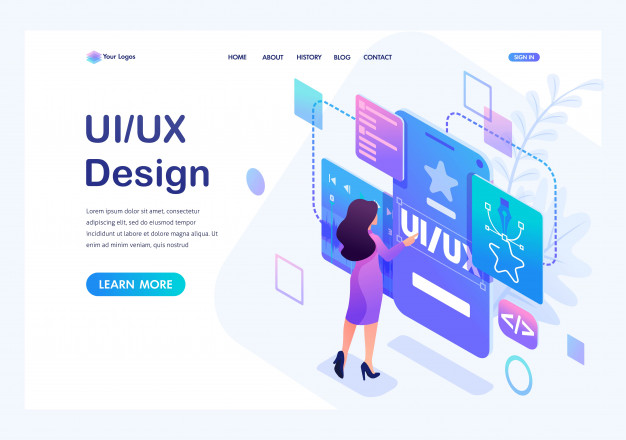 Your Logos
HOME ABOUT HISTORY BLOG CONTACT
SIGN IN
UI/UX
Design
Lorem ipsum dolor sit amet, consectetur
adipiscing elit, sed do eiusmod tempor
incididunt ut labore et dolore magna aliqua. Ut
enim ad minim veniam
LEARN MORE
UI/UX
</>